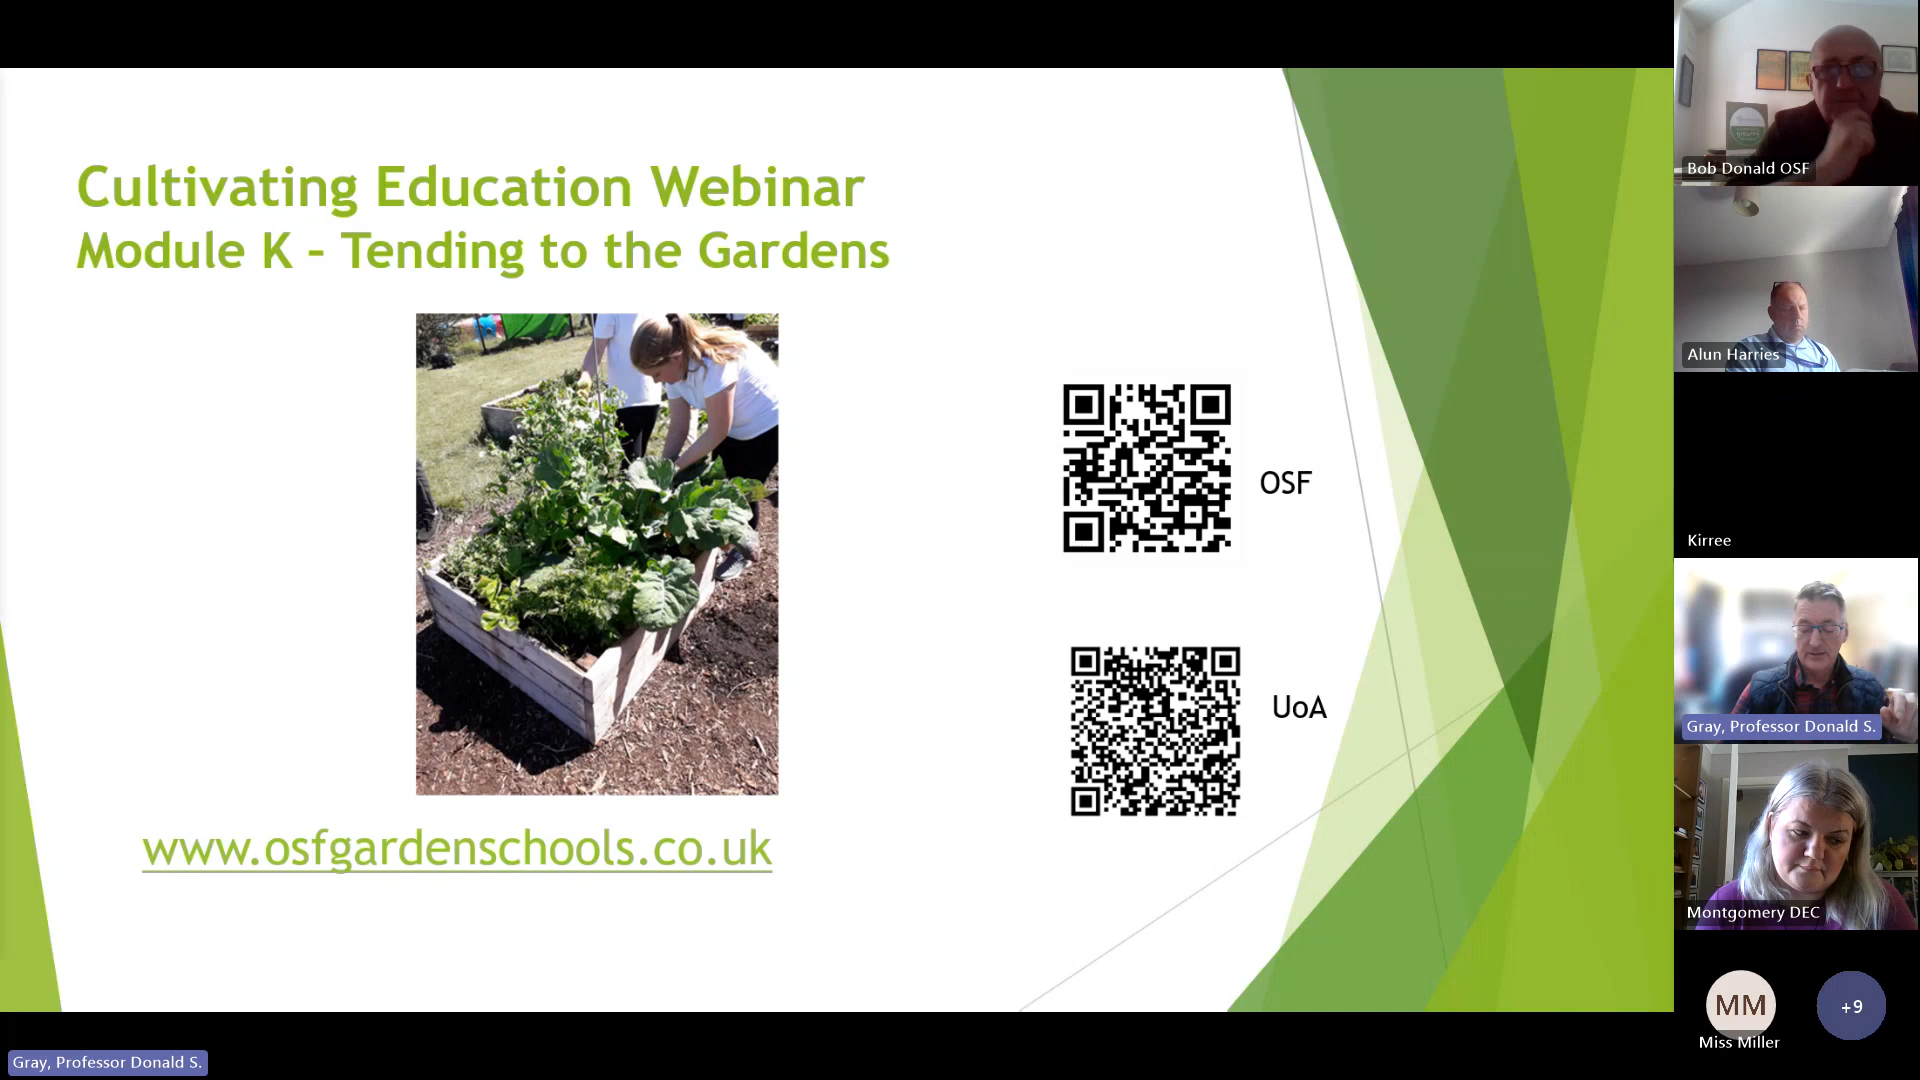 Cultivating Education Webinar
Module K – Tending to the Gardens
OSF
UoA
www.osfgardenschools.co.uk
Bob Donald OSF
Alun Harries
Kirree
Gray, Professor Donald S.
Montgomery DEC
MM
+9
Miss Miller
Gray, Professor Donald S.